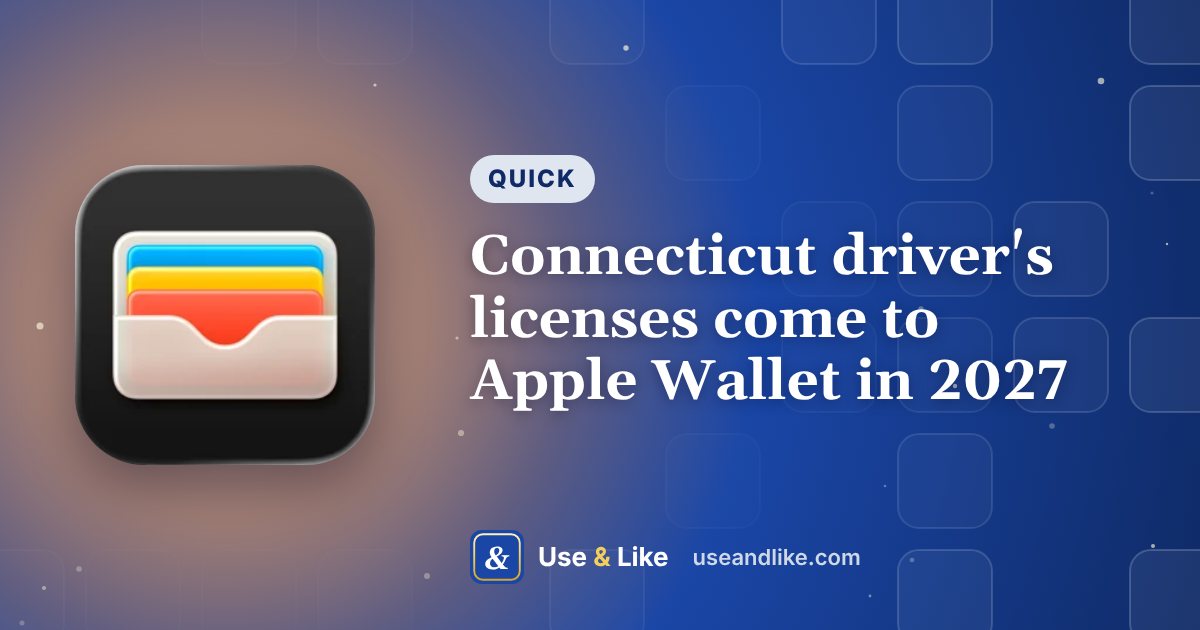 QUICK
Connecticut driver's
licenses come to
Apple Wallet in 2027
& Use & Like useandlike.com